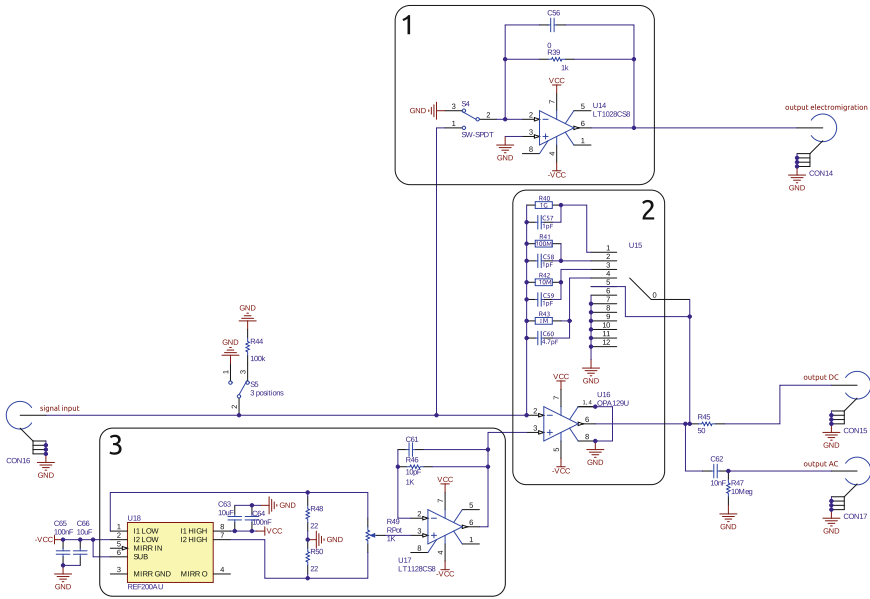 1
C56
0
R39
1k
VCC
7
U14
LT1028CS8
5
GND
3
S4
2
2
6
1
SW-SPDT
3
8
1
4
GND
-VCC
output electromigration
CON14
GND
2
R40
1G
C57
1pF
R41
100M
C58
1pF
R42
10M
C59
1pF
R43
1M
C60
4.7pF
U15
1
2
3
4
5
6
7
8
9
10
11
12
0
GND
GND
R44
100k
GND
1
3
S5
3 positions
2
signal input
CON16
GND
VCC
7
U16
OPA129U
1, 4
2
3
6
8
5
-VCC
GND
R45
50
output DC
CON15
GND
C62
10nF
R47
10Meg
GND
output AC
CON17
GND
3
C61
R46
10pF
1K
C65
100nF
C66
10uF
-VCC
GND
U18
1
2
5
6
3
I1 LOW
I2 LOW
MIRR IN
SUB
MIRR GND
I1 HIGH
I2 HIGH
MIRR O
8
7
4
REF200AU
C63
10uF
C64
100nF
GND
VCC
R48
22
GND
R50
22
R49
RPot
1K
VCC
7
5
2
3
6
8
1
4
U17
LT1128CS8
-VCC